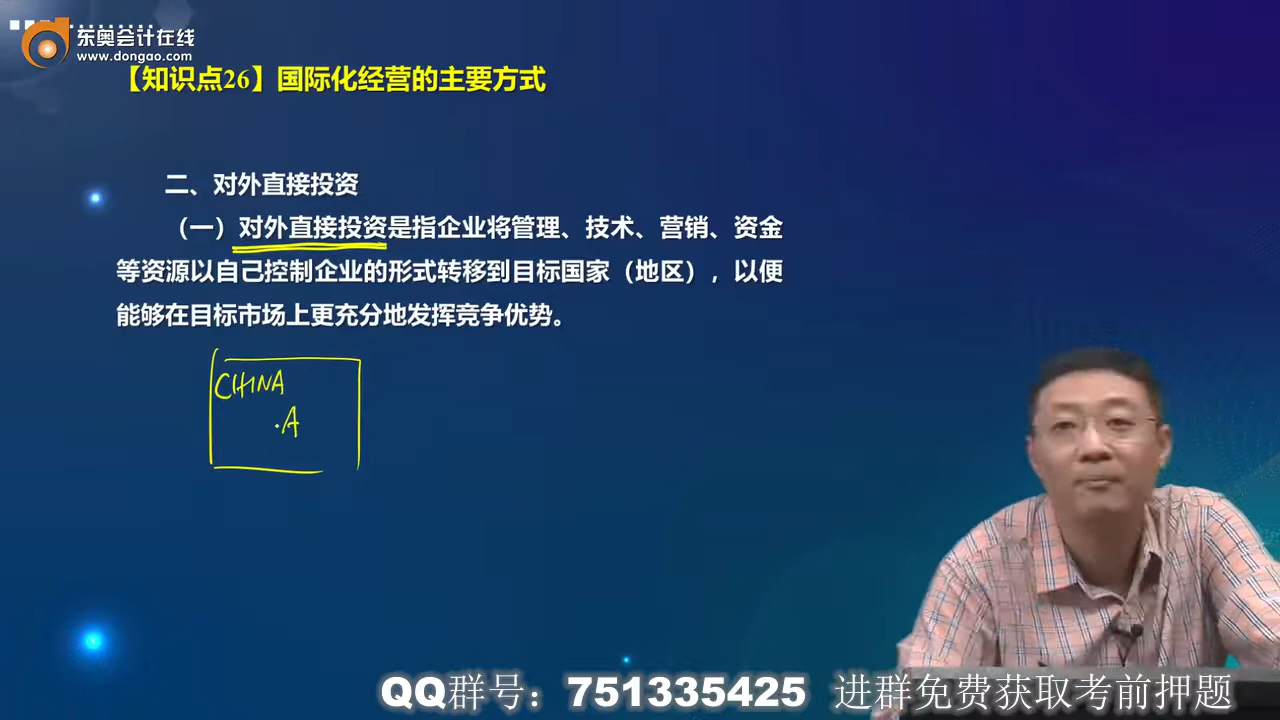 东奥会计在线
www.dongao.com
【知识点26】国际化经营的主要方式
二、对外直接投资
（一）对外直接投资是指企业将管理、技术、营销、资金
等资源以自己控制企业的形式转移到目标国家（地区），以便
能够在目标市场上更充分地发挥竞争优势。
CHINA
.A
QQ群号：751335425 进群免费获取考前押题